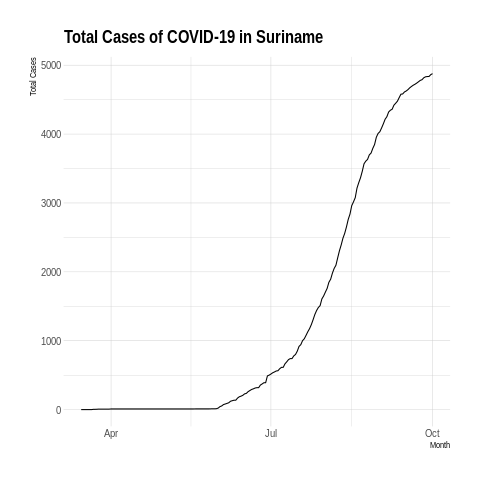 Total Cases of COVID-19 in Suriname
Total Cases
5000
4000
3000
2000
1000
0
Apr Jul Oct
Month